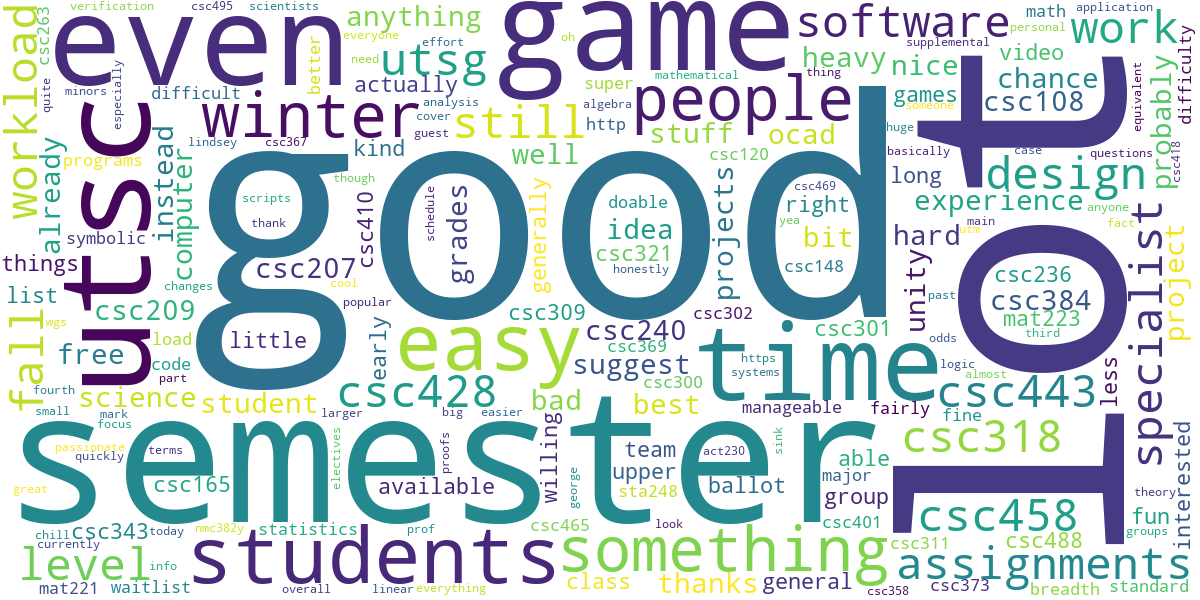 verification
csc495
scientists
even
game
anything
software
math
application
personal
work
csc263
everyone
oh
supplemental
video
utsg
heavy
nice
chance
better
need
effort
actually
super
mathematical
people
thing
games
csc108
someone
equivalent
difficulty
workload
quite
minors
especially
difficult
winter
analysis
cover
guest
still
algebra
http
ocad
stuff
huge
case
questions
csc418
probably
already
programs
instead
lindsey
csc367
kind
well
csc120
basically
long
design
computer
utsc
good
lot
though
scripts
thank
schedule
grades
csc410
generally
doable
idea
csc321
honestly
projects
csc469
right
yea
bit
csc148
experience
anyone
fact
main
utm
hard
symbolic
things
list
wgs
csc209
changes
cool
csc207
popular
little
early
csc309
csc302
csc240
csc369
csc301
unity
past
odds
csc236
csc384
mat223
third
specialist
project
fall
free
load
code
part
easy
suggest
csc300
time
https
systems
logic
almost
less
csc443
fourth
small
science
mark
focus
student
csc428
larger
big
easier
bad
best
manageable
fairly
fine
csc318
passionate
quickly
terms
semester
electives
proofs
willing
team
upper
act230
sink
able
major
great
csc165
available
george
sta248
ballot
group
csc458
theory
interested
chill
csc343
today
nmc382y
statistics
prof
csc465
look
csc401
csc311
csc488
fun
groups
currently
level
info
students
something
assignments
mat221
waitlist
overall
linear
everything
class
thanks
general
csc358
csc373
breadth
standard